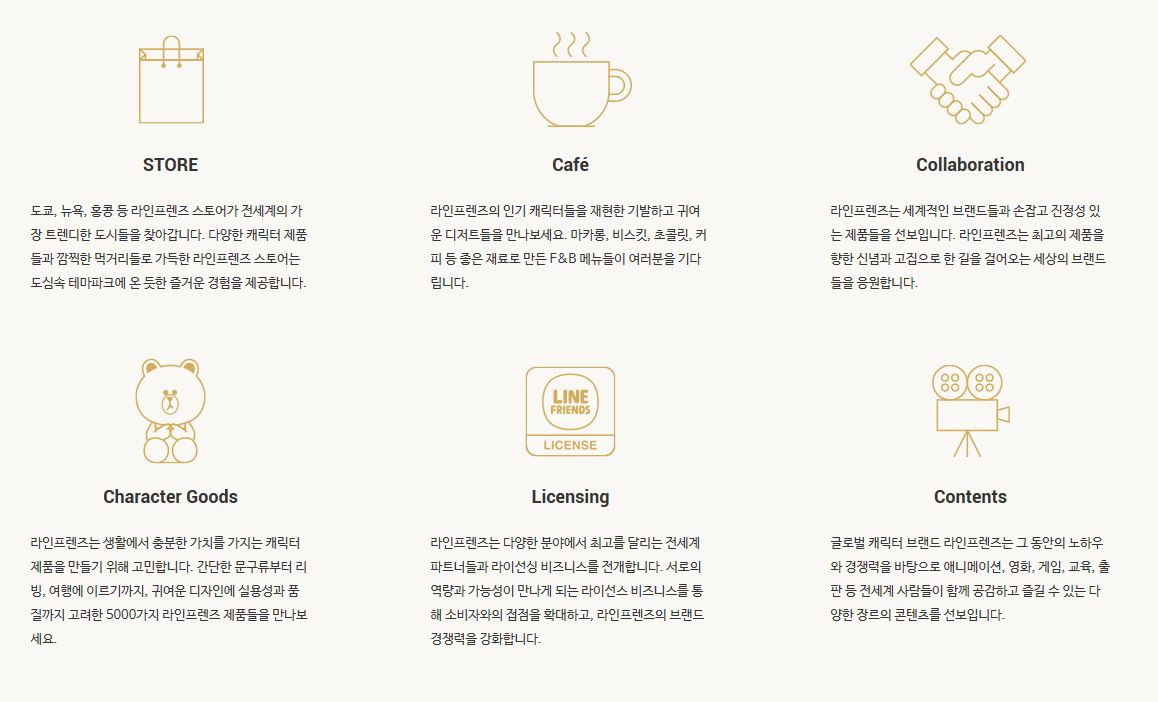 STORE
도쿄, 뉴욕, 홍콩 등 라인프렌즈 스토어가 전세계의 가
장 트렌디한 도시들을 찾아갑니다. 다양한 캐릭터 제품
들과 깜찍한 먹거리들로 가득한 라인프렌즈 스토어는
도심속 테마파크에 온 듯한 즐거운 경험을 제공합니다.
Café
라인프렌즈의 인기 캐릭터들을 재현한 기발하고 귀여
운 디저트들을 만나보세요. 마카롱, 비스킷, 초콜릿, 커
피 등 좋은 재료로 만든 F&B 메뉴들이 여러분을 기다
립니다.
Collaboration
라인프렌즈는 세계적인 브랜드들과 손잡고 진정성 있
는 제품들을 선보입니다. 라인프렌즈는 최고의 제품을
향한 신념과 고집으로 한 길을 걸어오는 세상의 브랜드
들을 응원합니다.
Character Goods
라인프렌즈는 생활에서 충분한 가치를 가지는 캐릭터
제품을 만들기 위해 고민합니다. 간단한 문구류부터 리
빙, 여행에 이르기까지, 귀여운 디자인에 실용성과 품
질까지 고려한 5000가지 라인프렌즈 제품들을 만나보
세요.
LINE
FRIENDS
LICENSE
Licensing
라인프렌즈는 다양한 분야에서 최고를 달리는 전세계
파트너들과 라이선싱 비즈니스를 전개합니다. 서로의
역량과 가능성이 만나게 되는 라이선스 비즈니스를 통
해 소비자와의 접점을 확대하고, 라인프렌즈의 브랜드
경쟁력을 강화합니다.
Contents
글로벌 캐릭터 브랜드 라인프렌즈는 그 동안의 노하우
와 경쟁력을 바탕으로 애니메이션, 영화, 게임, 교육, 출
판 등 전세계 사람들이 함께 공감하고 즐길 수 있는 다
양한 장르의 콘텐츠를 선보입니다.